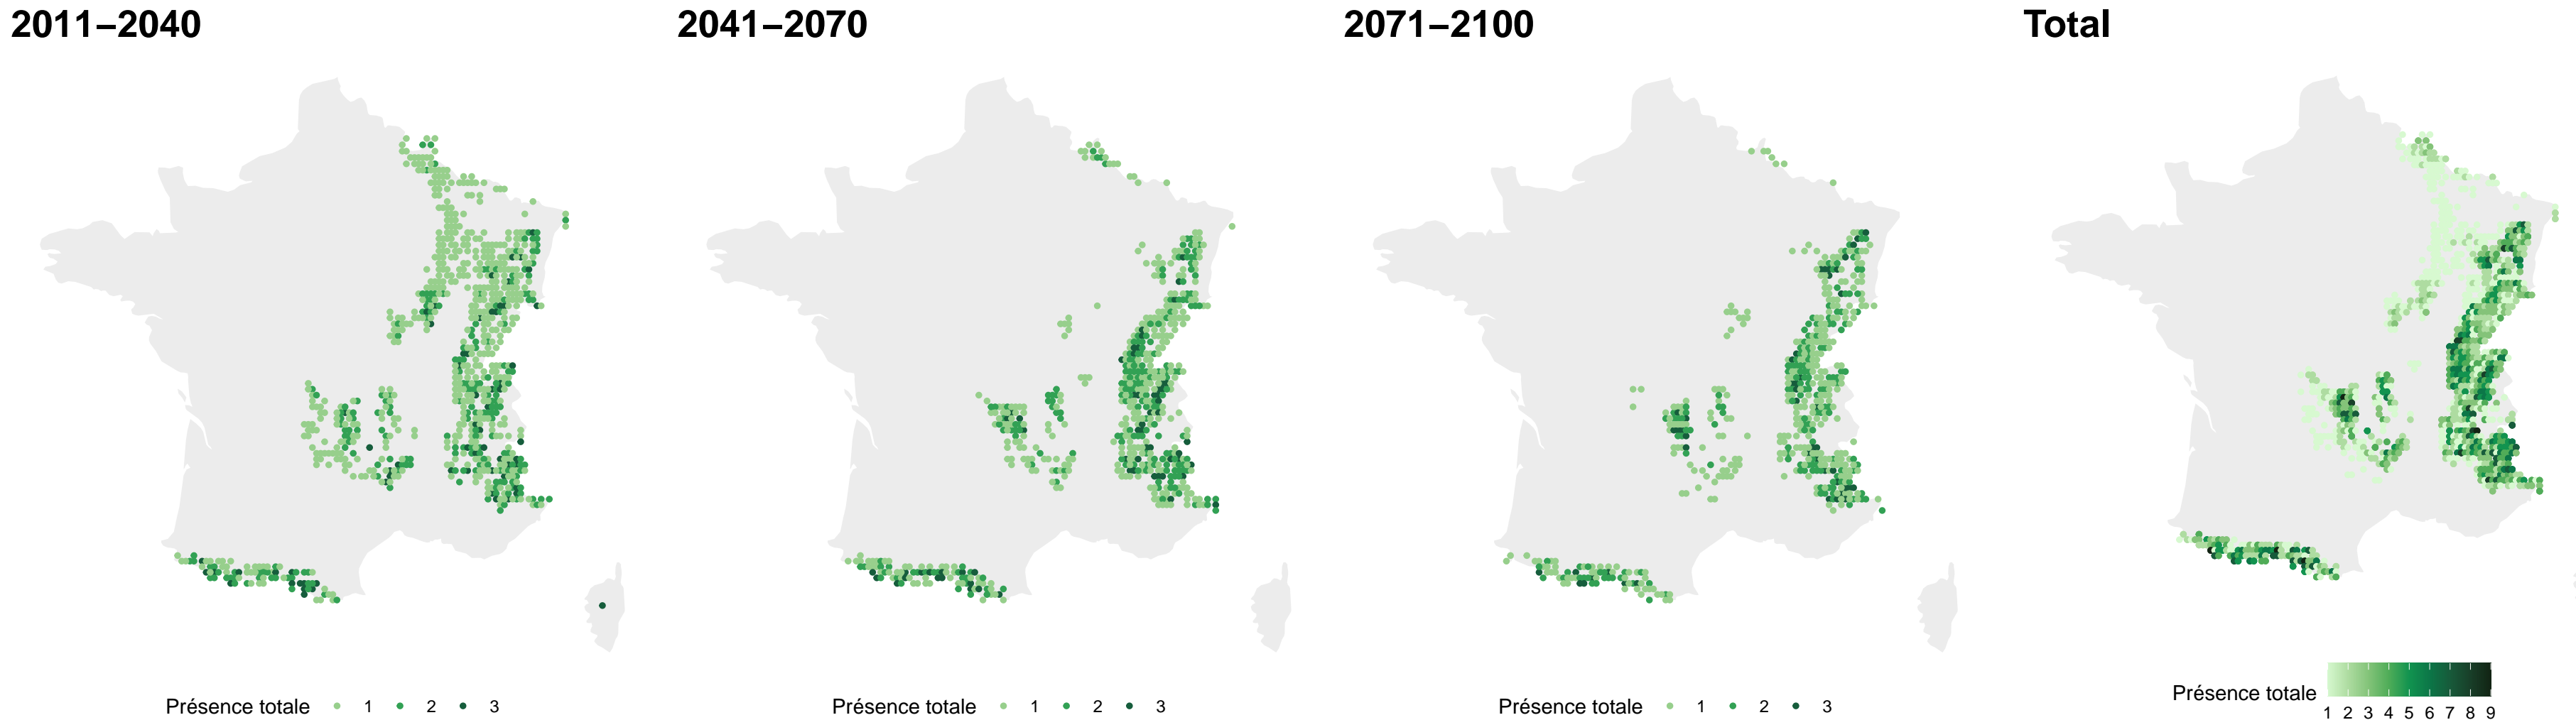 2011–2040 2041–2070 2071–2100 Total
Présence totale 1 2 3 Présence totale 1 2 3 Présence totale 1 2 3 Présence totale
1 2 3 4 5 6 7 8 9